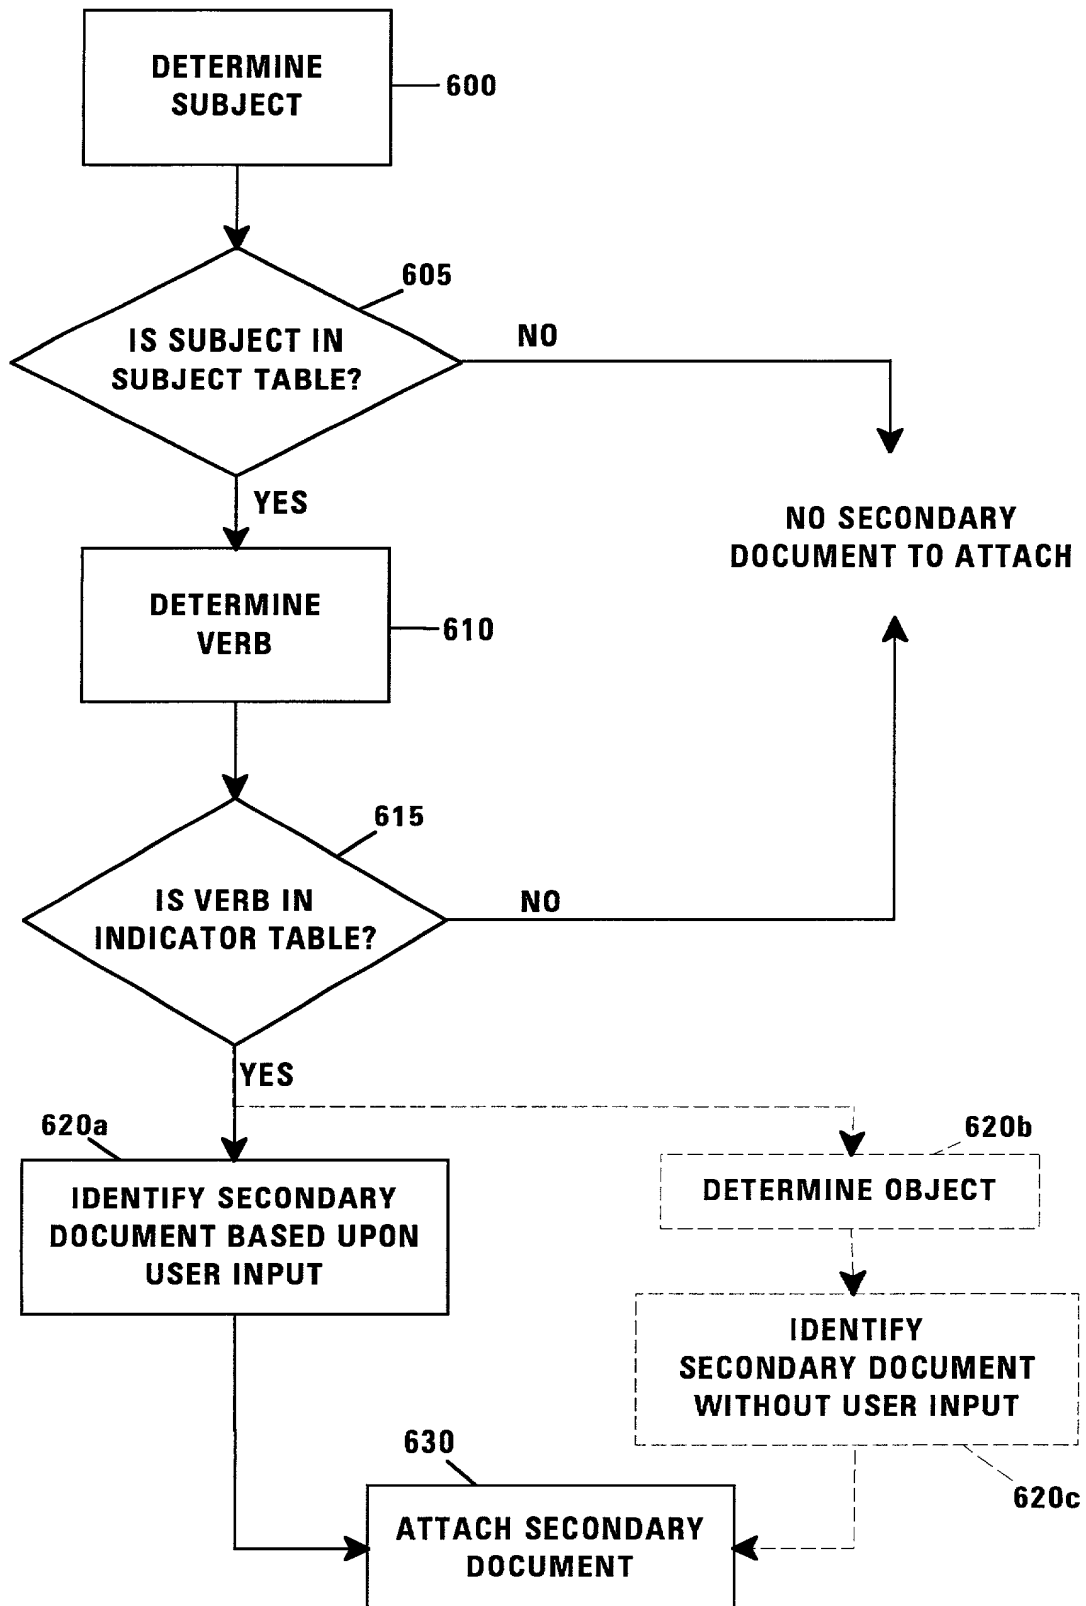 DETERMINE
SUBJECT
600
605
IS SUBJECT IN
SUBJECT TABLE?
NO
YES
NO SECONDARY
DOCUMENT TO ATTACH
DETERMINE
VERB
610
615
IS VERB IN
INDICATOR TABLE?
NO
YES
620a
IDENTIFY SECONDARY
DOCUMENT BASED UPON
USER INPUT
620b
DETERMINE OBJECT
IDENTIFY
SECONDARY DOCUMENT
WITHOUT USER INPUT
620c
630
ATTACH SECONDARY
DOCUMENT